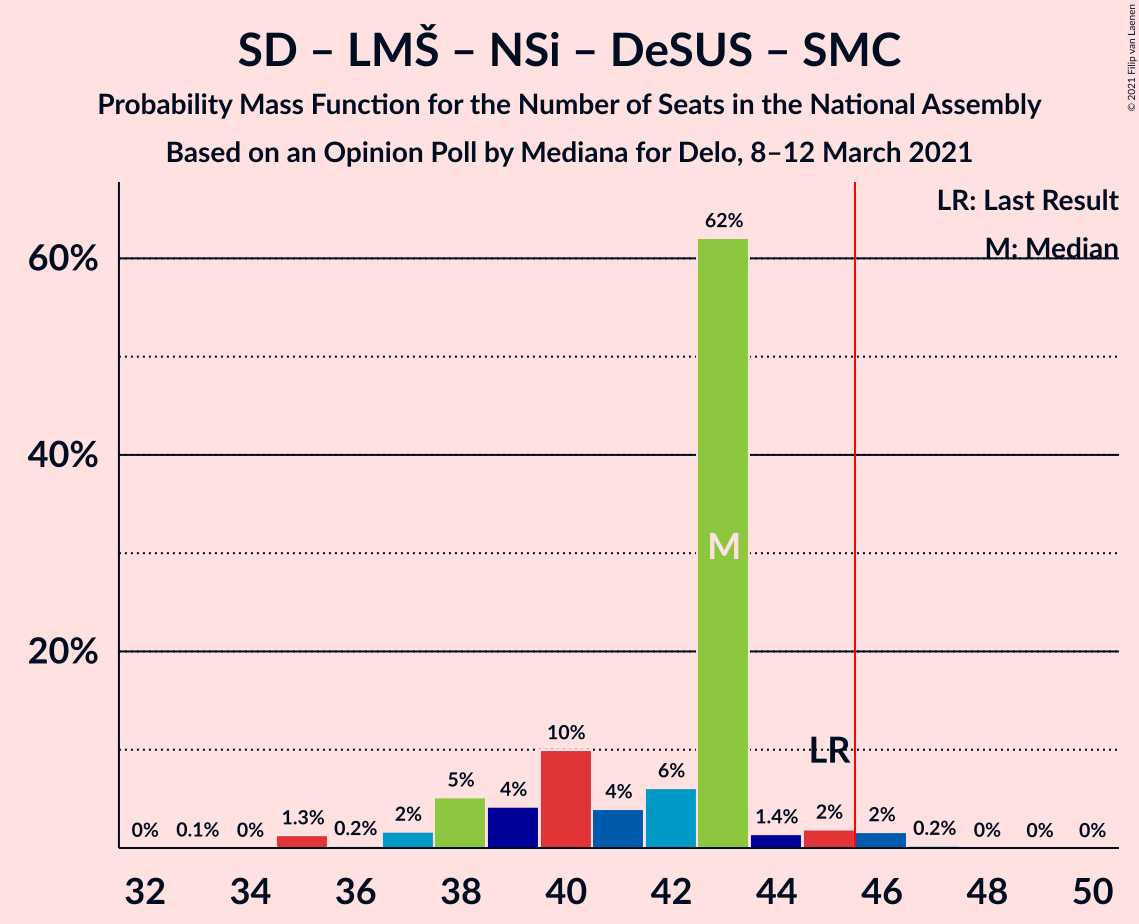 SD – LMŠ – NSi – DeSUS – SMC
Probability Mass Function for the Number of Seats in the National Assembly
Based on an Opinion Poll by Mediana for Delo, 8–12 March 2021
© 2021 Filip van Laenen
LR: Last Result
M: Median
60%
40%
20%
0% 0.1% 0% 1.3% 0.2% 2% 5% 4% 10% 4% 6% 62% 1.4% 2% 2% 0.2% 0% 0% 0%
M
LR
32 34 36 38 40 42 44 46 48 50